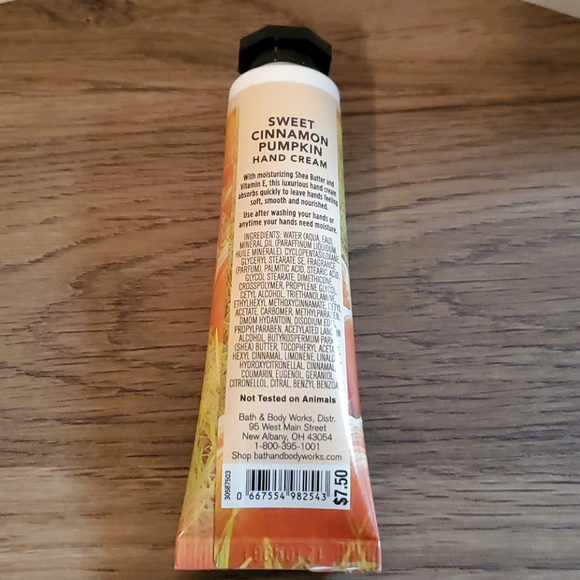 SWEET
CINNAMON
PUMPKIN
HAND CREAM
With moisturizing Shea Butter and
Vitamin E, this luxurious hand cream
absorbs quickly to leave hands feeling
soft, smooth and nourished.
Use after washing your hands or
anytime your hands need moisture.
INGREDIENTS: WATER (AQUA, EAU),
MINERAL OIL (PARAFFINUM LIQUIDUM,
HUILE MINERALE), CYCLOPENTASILOXANE,
GLYCERYL STEARATE SE, FRAGRANCE
(PARFUM), PALMITIC ACID, STEARIC ACID,
GLYCOL STEARATE, DIMETHICONE
CROSSPOLYMER, PROPYLENE GLYCOL,
CETYL ALCOHOL, TRIETHANOLAMINE,
ETHYLHEXYL METHOXYCINNAMATE, CETYL
ACETATE, CARBOMER, METHYLPARABEN,
DMDM HYDANTOIN, DISODIUM
PROPYLPARABEN, ACETYLATED
ALCOHOL, BUTYROSPERMUM PARKII
(SHEA) BUTTER, TOCOPHERYL ACETATE,
HEXYL CINNAMAL, LIMONENE, LINALOOL,
HYDROXYCITRONELLAL, CINNAMAL,
COUMARIN, EUGENOL, GERANIOL,
CITRONELLOL, CITRAL, BENZYL BENZOATE
Not Tested on Animals
Bath & Body Works, Distr.
95 West Main Street
New Albany, OH 43054
1-800-395-1001
Shop bathandbodyworks.com
30587503
0 667554 982543
$7.50